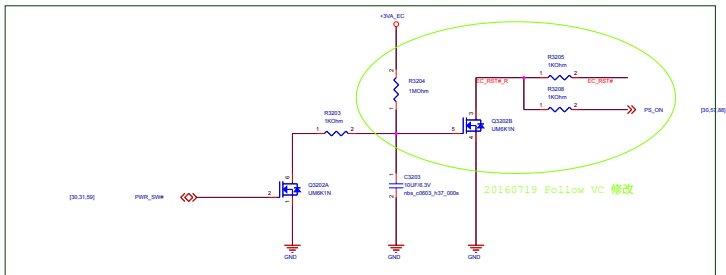 +3VA_EC
R3205
1KOhm
1 2
EC_RST#_R
EC_RST#
2
R3204
1MOhm
1
R3208
1KOhm
1 2
PS_ON
[30,57,88]
R3203
1KOhm
1 2
3
Q3202B
UM6K1N
5
4
1
C3203
10UF/6.3V
nbs_c0603_h37_000s
2
6
Q3202A
UM6K1N
2
1
[30,31,59]
PWR_SW#
20160719 Follow VC 修改
GND
GND
GND